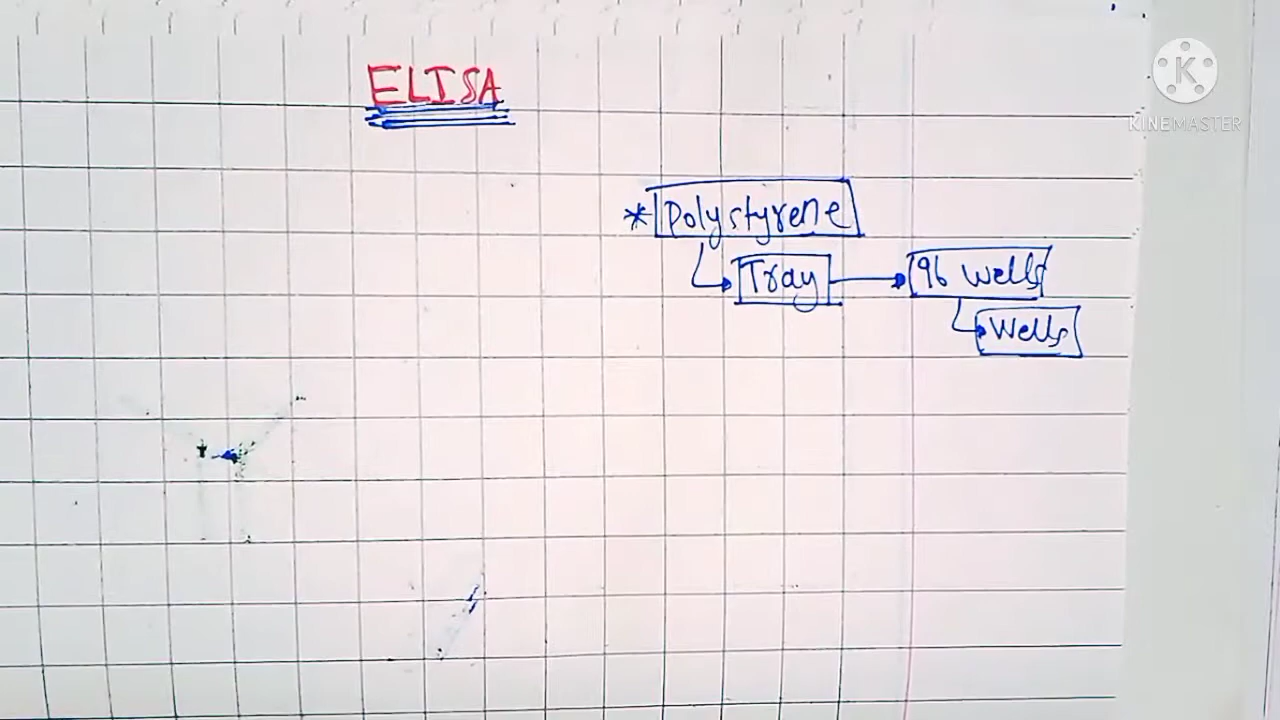 ELISA
K
KINEMASTER
* Polystyrene
Tray → 96 wells
Wells